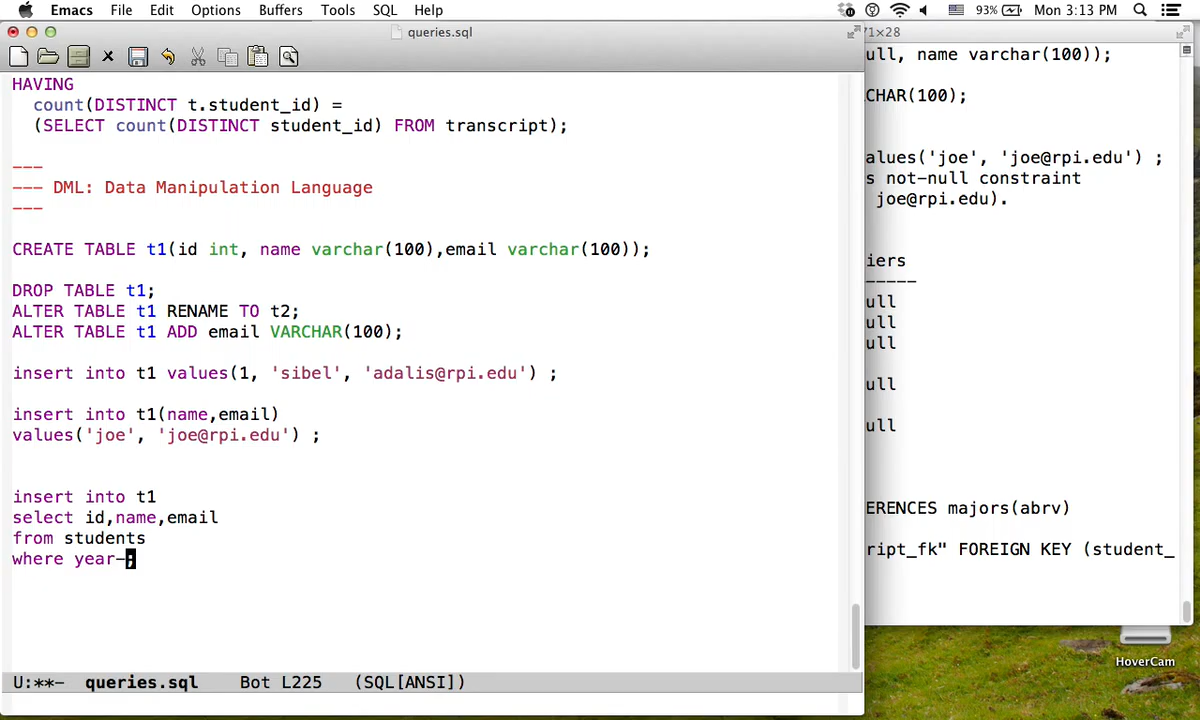 Emacs File Edit Options Buffers Tools SQL Help 93% Mon 3:13 PM
queries.sql
HAVING
count(DISTINCT t.student_id) =
(SELECT count(DISTINCT student_id) FROM transcript);
---
--- DML: Data Manipulation Language
---
CREATE TABLE t1(id int, name varchar(100),email varchar(100));
DROP TABLE t1;
ALTER TABLE t1 RENAME TO t2;
ALTER TABLE t1 ADD email VARCHAR(100);
insert into t1 values(1, 'sibel', 'adalis@rpi.edu') ;
insert into t1(name,email)
values('joe', 'joe@rpi.edu') ;
insert into t1
select id,name,email
from students
where year-;
U:**- queries.sql Bot L225 (SQL[ANSI])
71×28
ull, name varchar(100));
CHAR(100);
alues('joe', 'joe@rpi.edu') ;
s not-null constraint
joe@rpi.edu).
iers
-----
ull
ull
ull
ull
ull
ERENCES majors(abrv)
ript_fk" FOREIGN KEY (student_
HoverCam